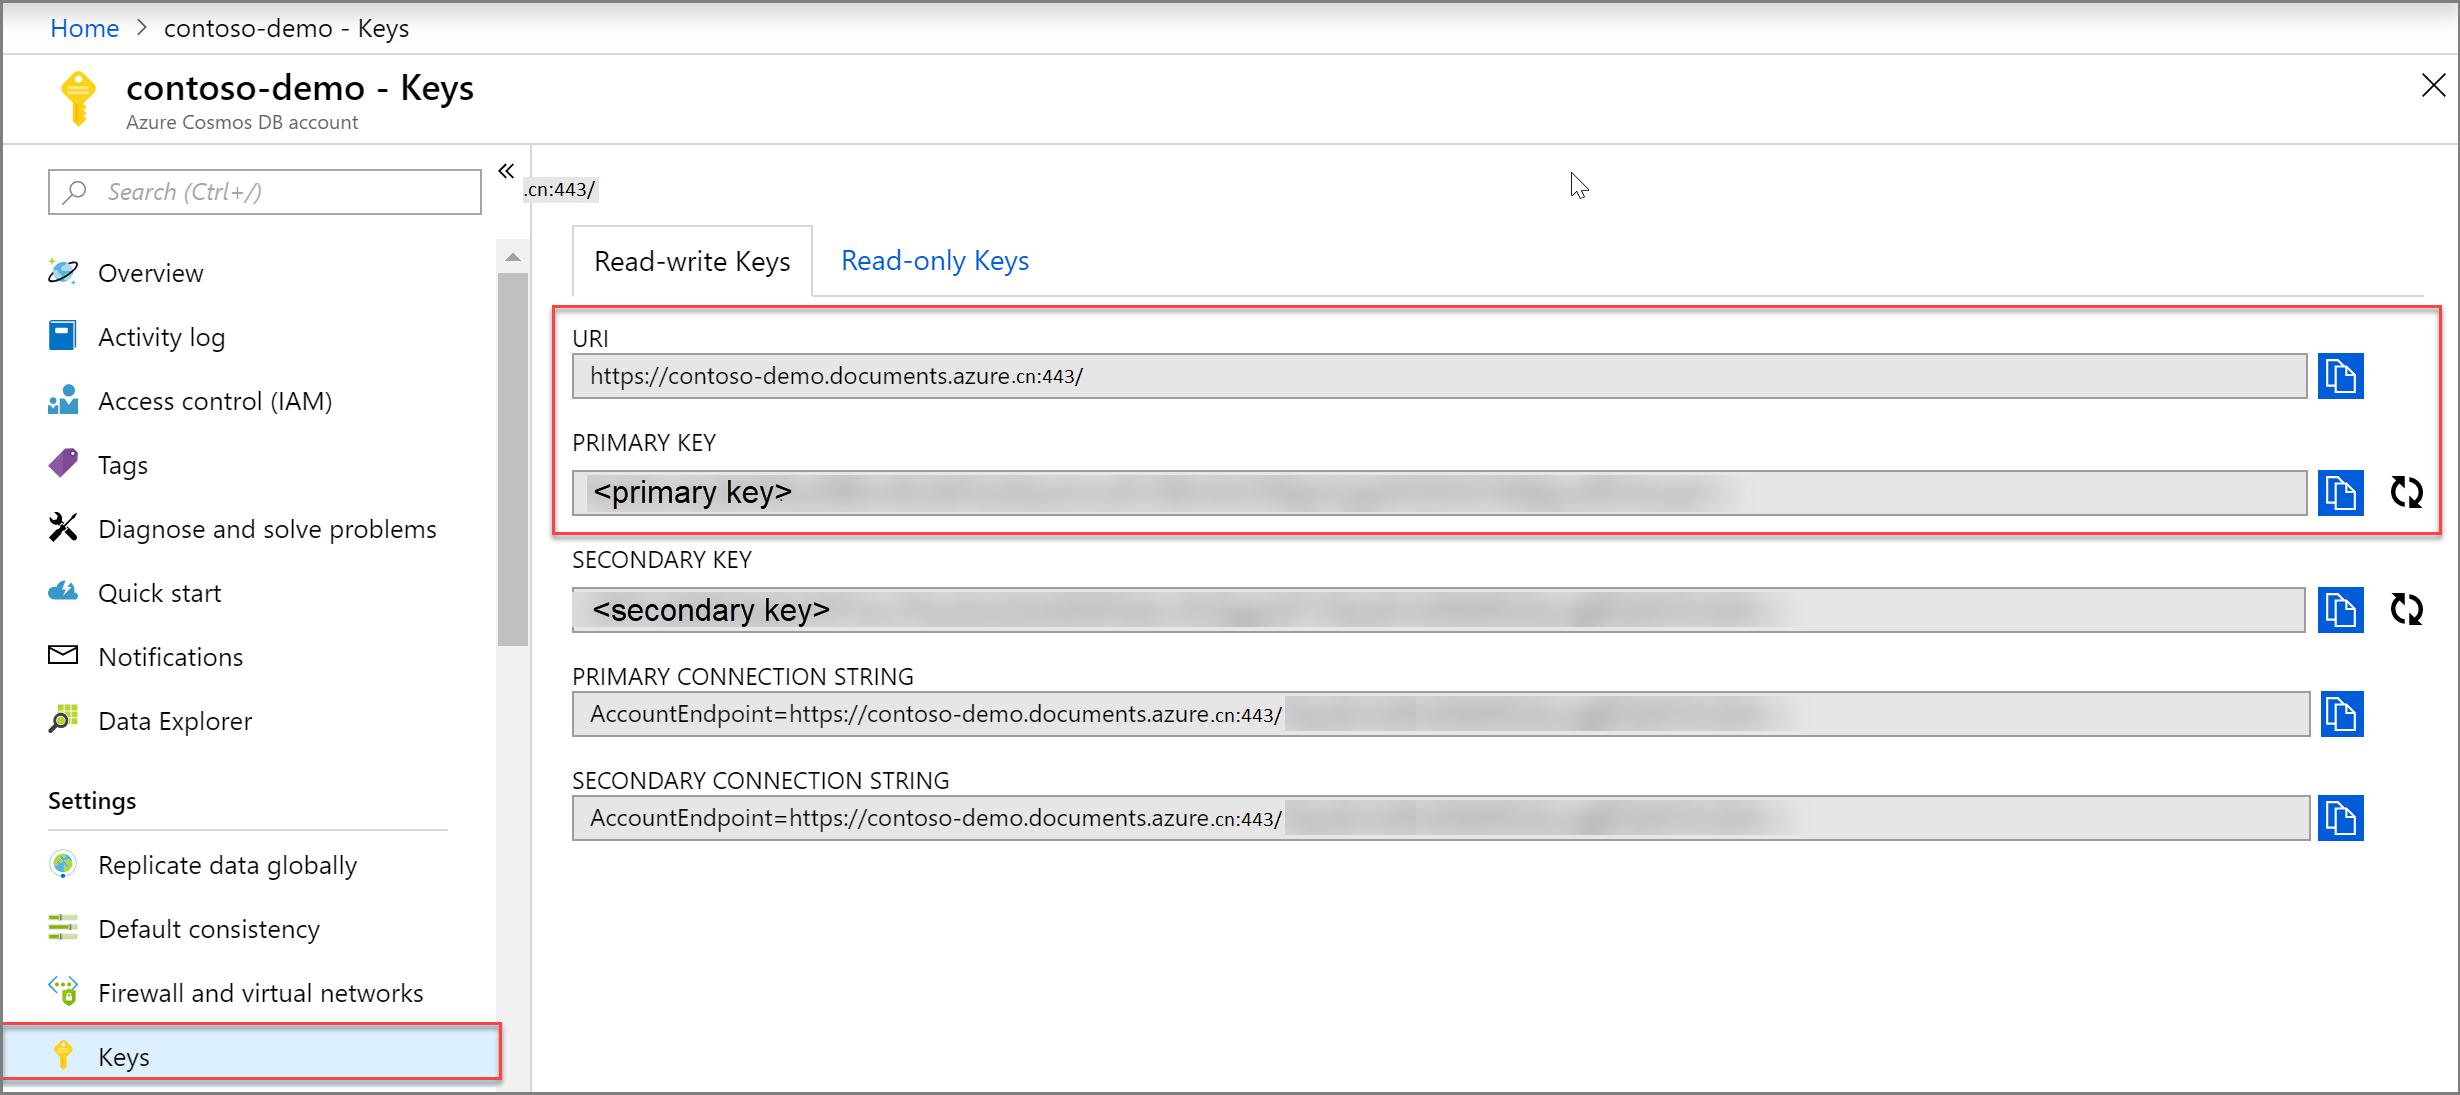 Home > contoso-demo - Keys
contoso-demo - Keys
Azure Cosmos DB account
Search (Ctrl+/)
.cn:443/
Overview
Activity log
Access control (IAM)
Tags
Diagnose and solve problems
Quick start
Notifications
Data Explorer
Settings
Replicate data globally
Default consistency
Firewall and virtual networks
Keys
Read-write Keys
Read-only Keys
URI
https://contoso-demo.documents.azure.cn:443/
PRIMARY KEY
<primary key>
SECONDARY KEY
<secondary key>
PRIMARY CONNECTION STRING
AccountEndpoint=https://contoso-demo.documents.azure.cn:443/
SECONDARY CONNECTION STRING
AccountEndpoint=https://contoso-demo.documents.azure.cn:443/